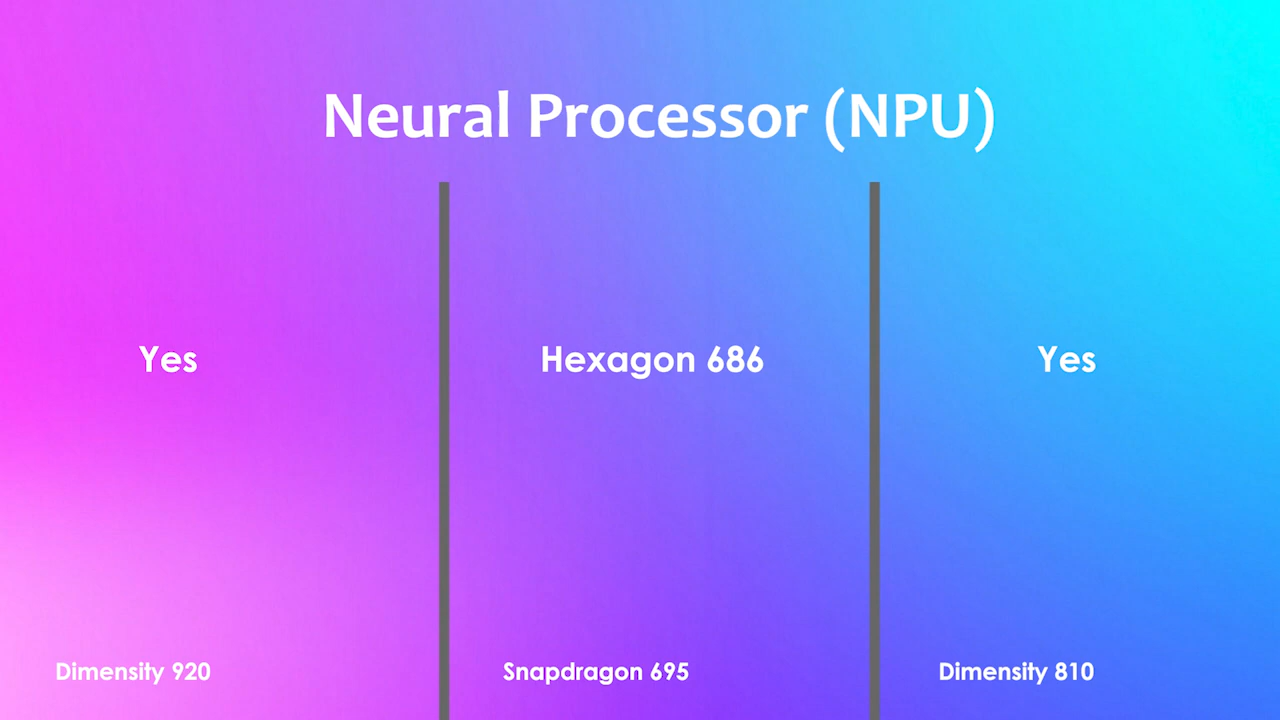 Neural Processor (NPU)
Yes
Hexagon 686
Yes
Dimensity 920
Snapdragon 695
Dimensity 810